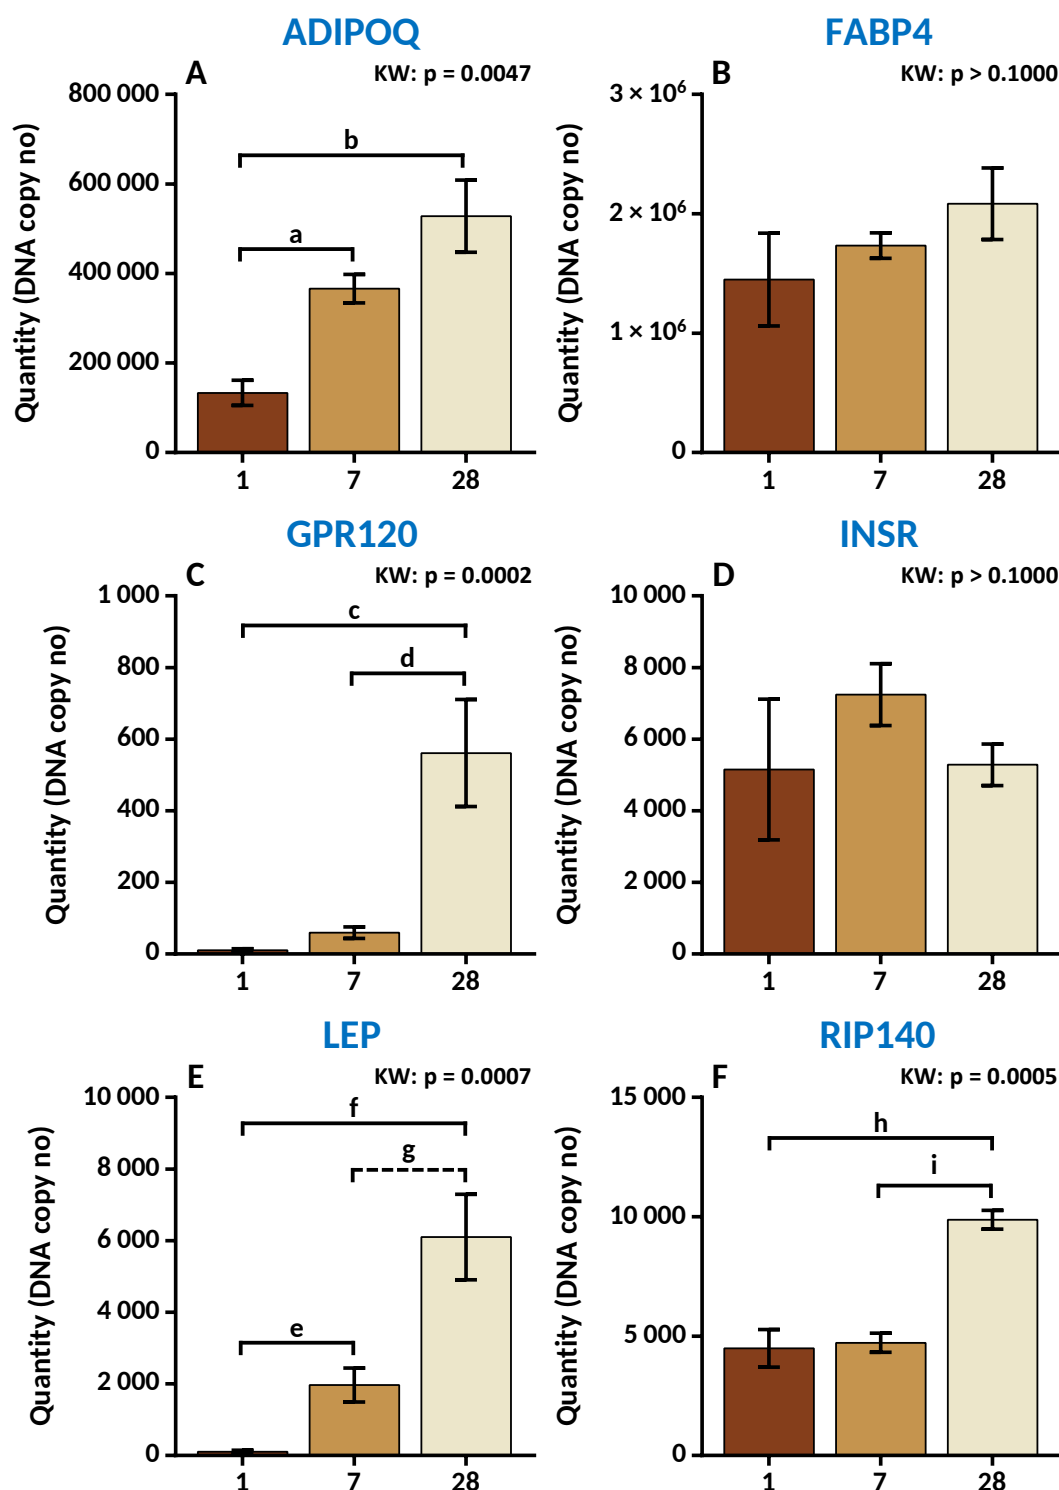 ADIPOQ
A
KW: p = 0.0047
Quantity (DNA copy no)
800 000
600 000
400 000
200 000
0
b
a
1 7 28
FABP4
B
KW: p > 0.1000
Quantity (DNA copy no)
3 × 10⁶
2 × 10⁶
1 × 10⁶
0
1 7 28
GPR120
C
KW: p = 0.0002
Quantity (DNA copy no)
1 000
800
600
400
200
0
c
d
1 7 28
INSR
D
KW: p > 0.1000
Quantity (DNA copy no)
10 000
8 000
6 000
4 000
2 000
0
1 7 28
LEP
E
KW: p = 0.0007
Quantity (DNA copy no)
10 000
8 000
6 000
4 000
2 000
0
f
g
e
1 7 28
RIP140
F
KW: p = 0.0005
Quantity (DNA copy no)
15 000
10 000
5 000
0
h
i
1 7 28